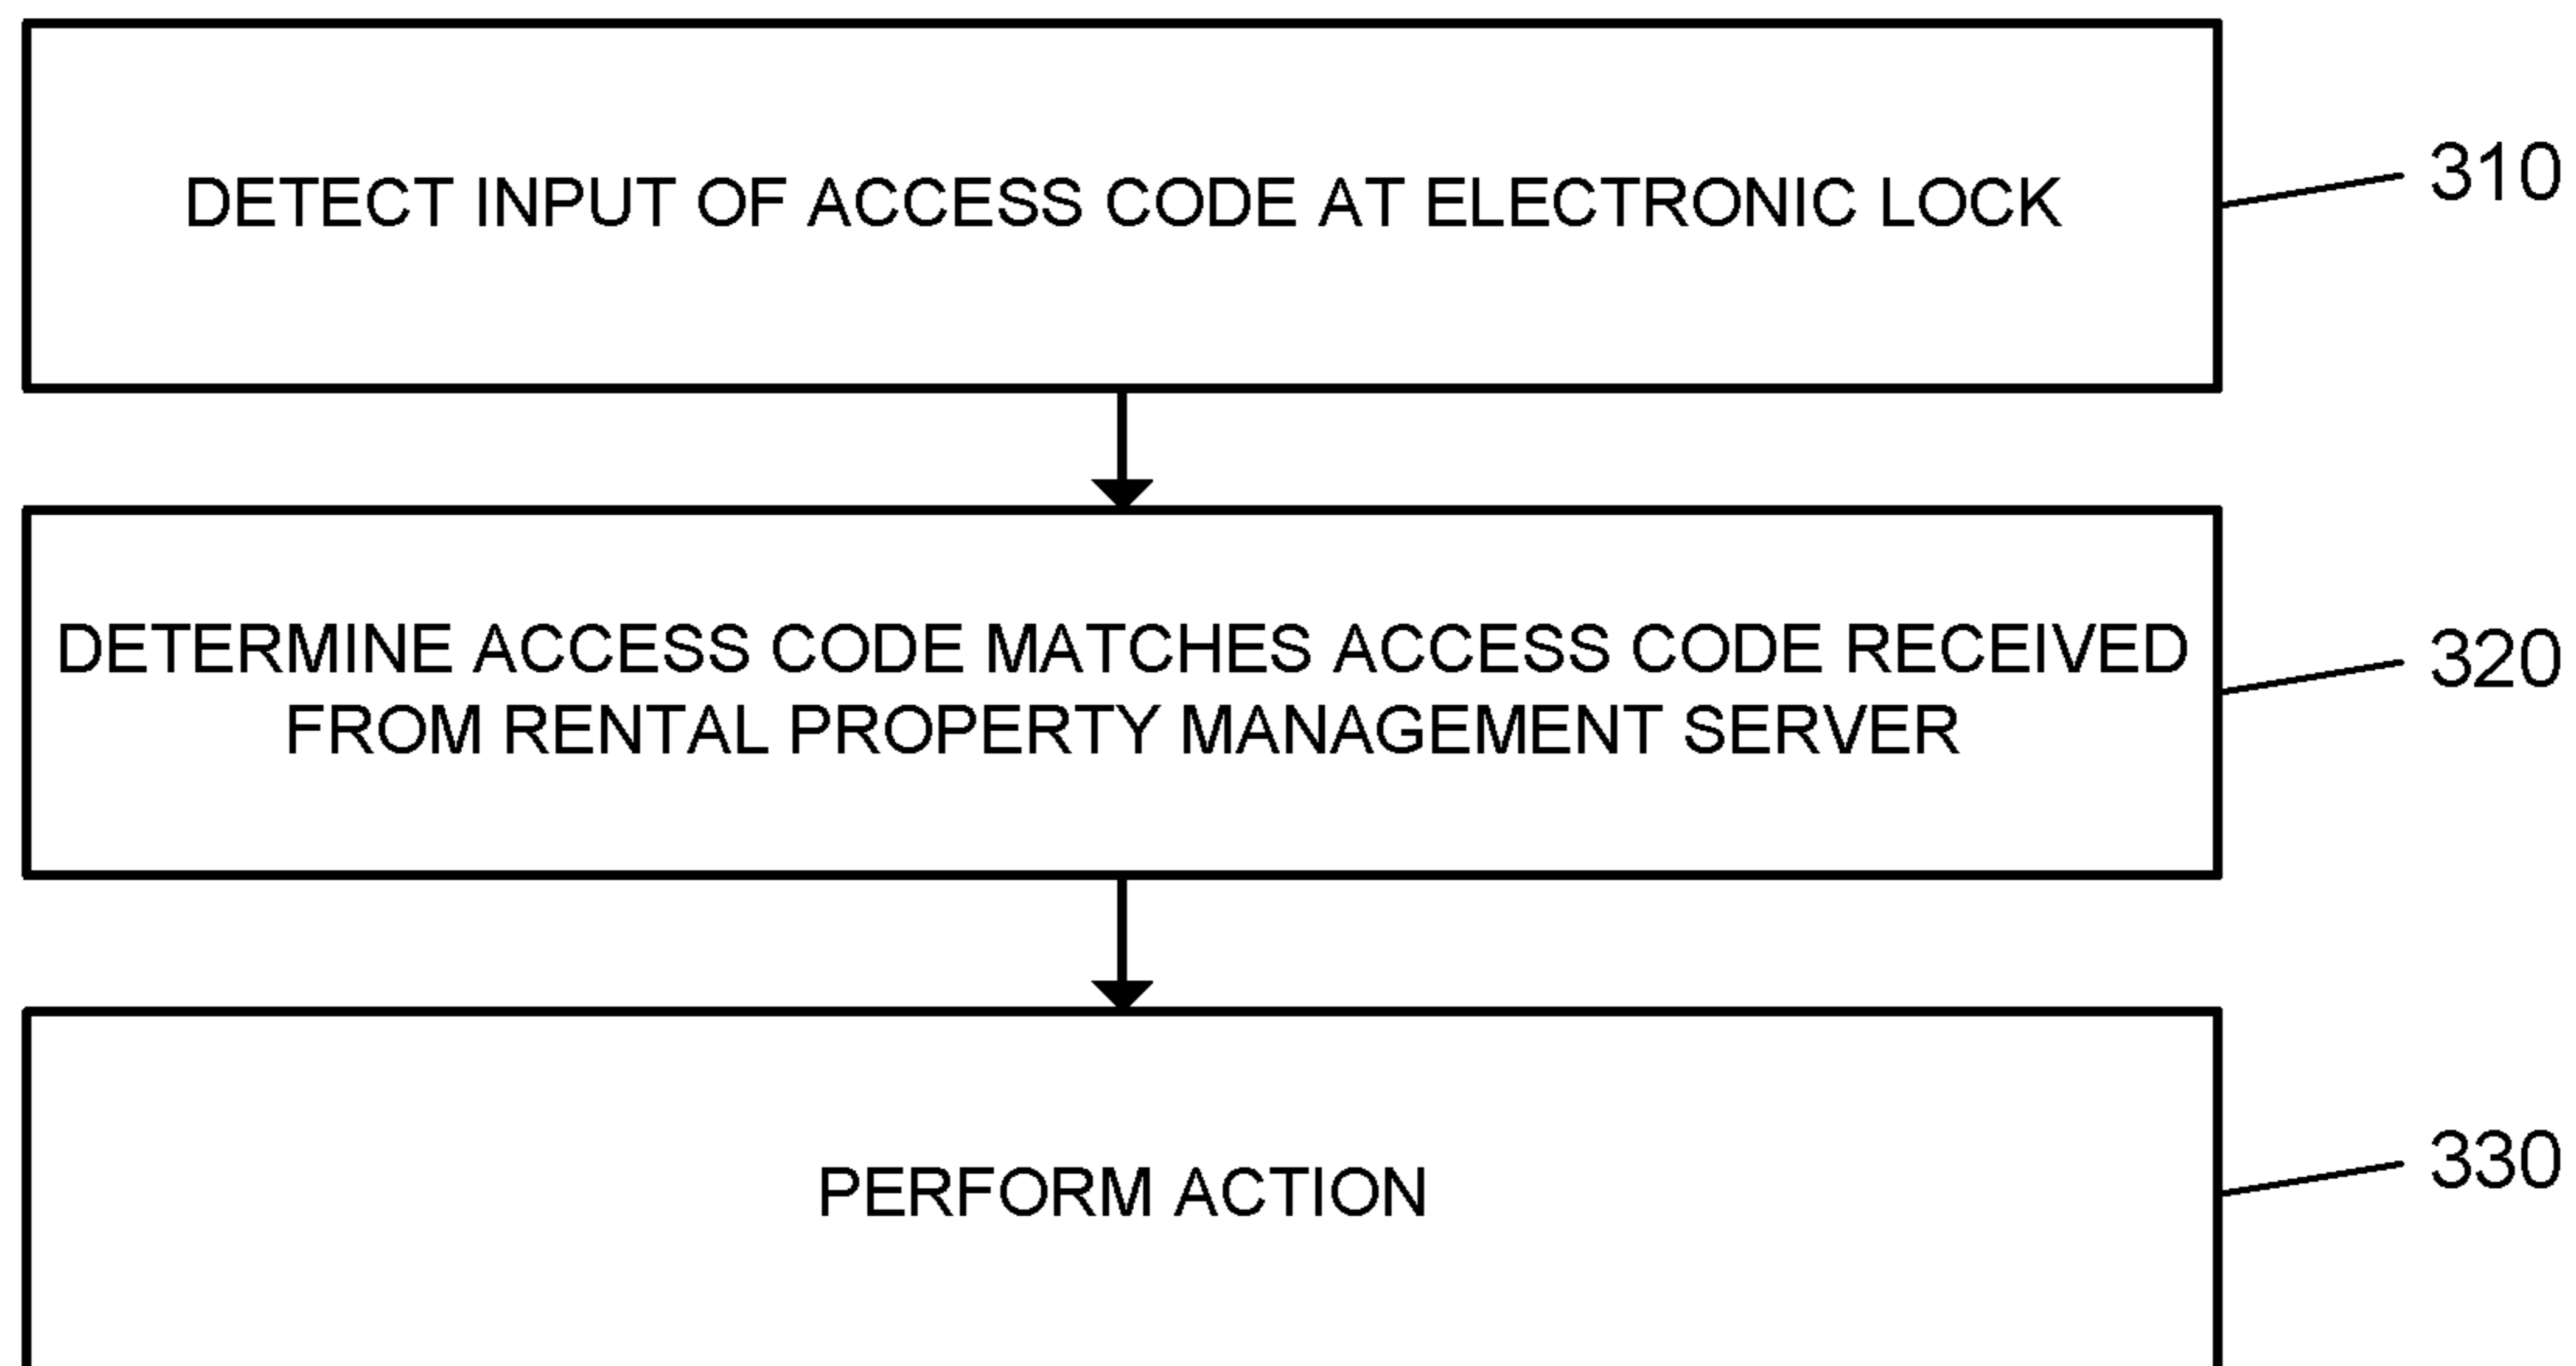 DETECT INPUT OF ACCESS CODE AT ELECTRONIC LOCK
310
DETERMINE ACCESS CODE MATCHES ACCESS CODE RECEIVED
FROM RENTAL PROPERTY MANAGEMENT SERVER
320
PERFORM ACTION
330